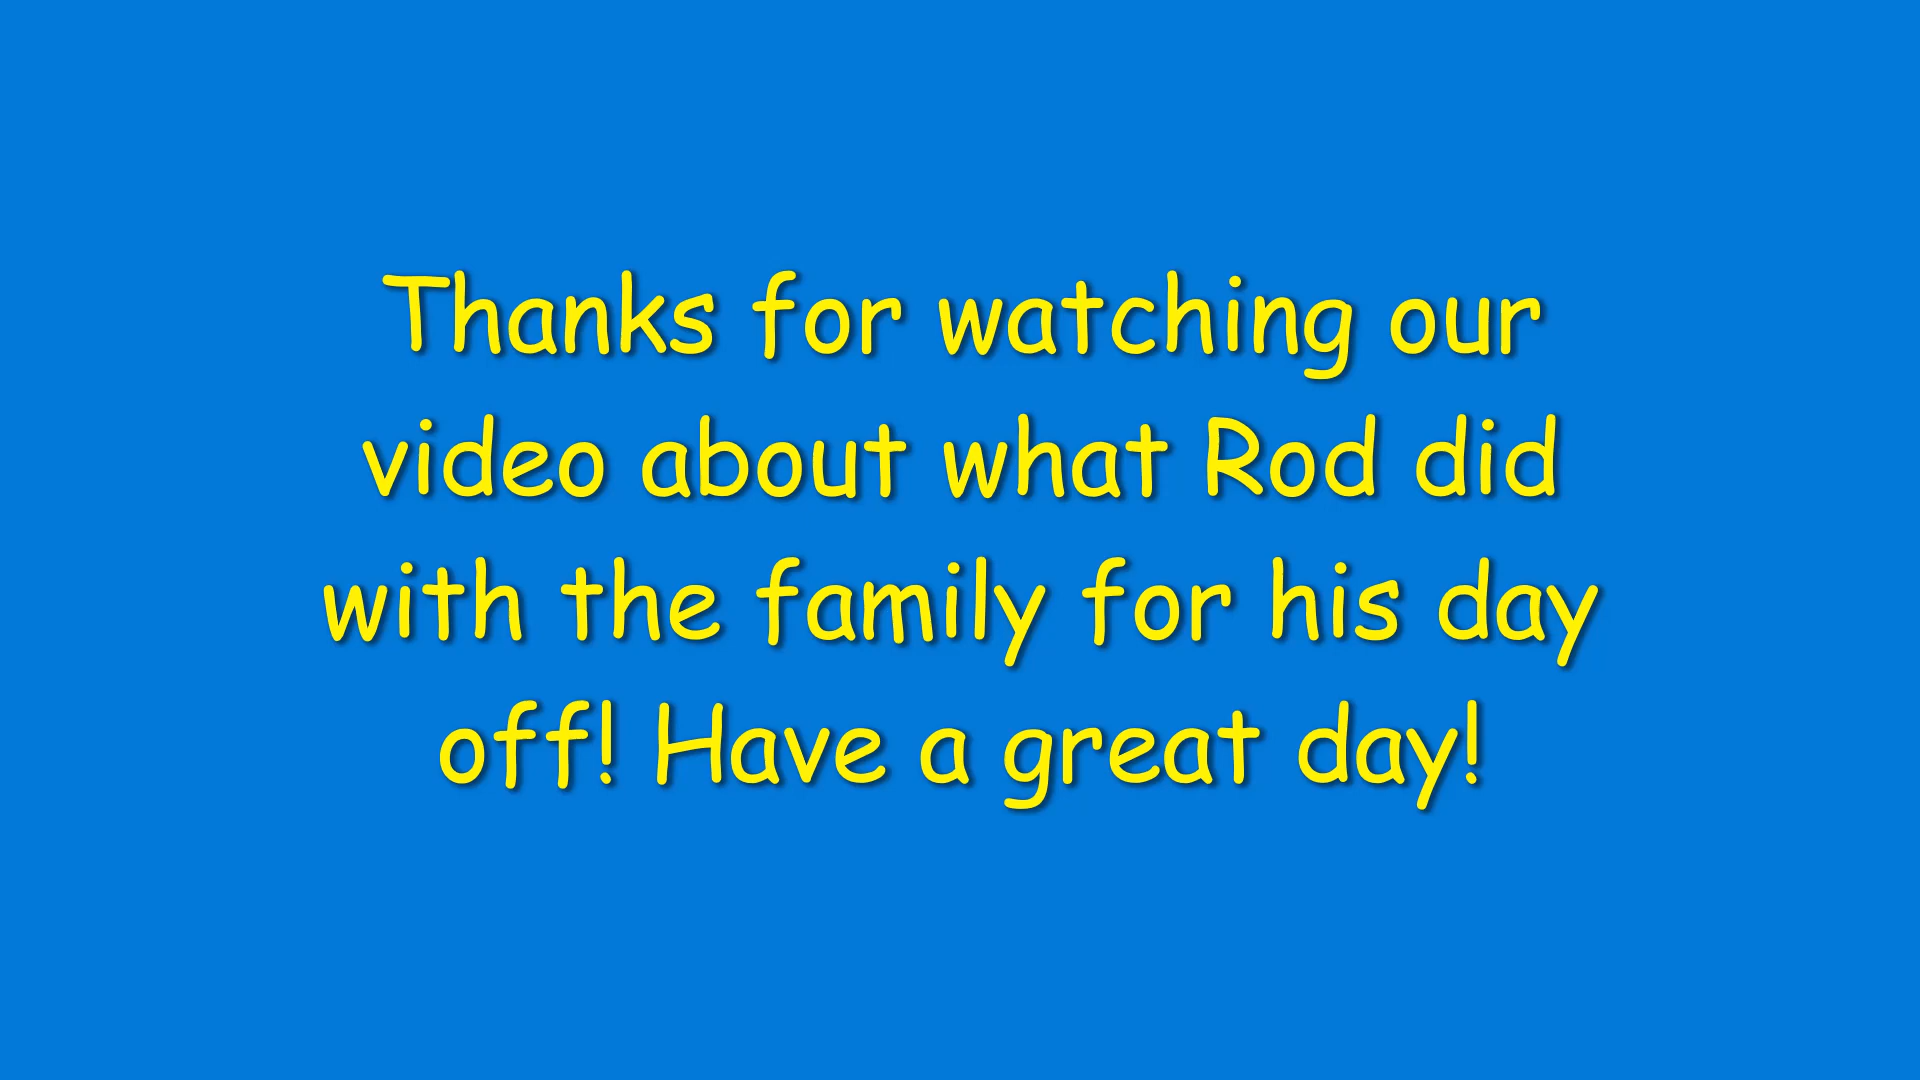 Thanks for watching our
video about what Rod did
with the family for his day
off! Have a great day!